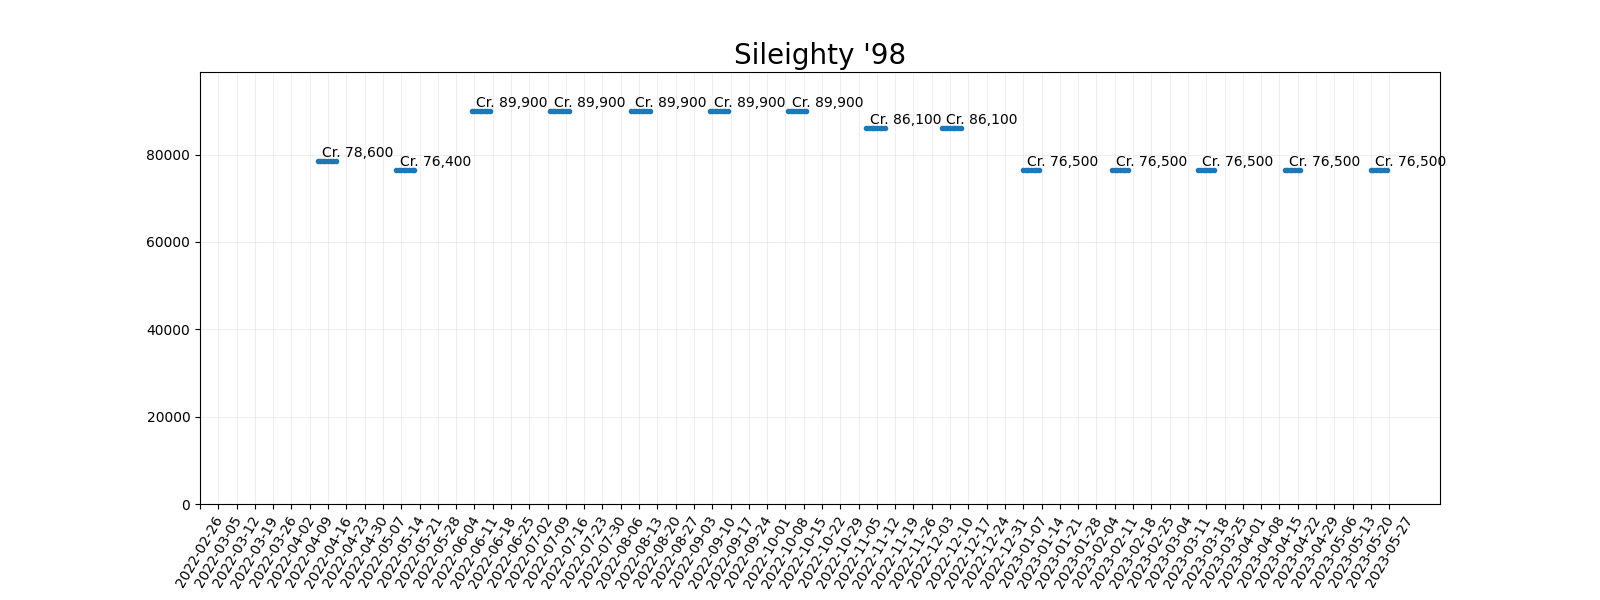 Sileighty '98
Cr. 89,900 Cr. 89,900 Cr. 89,900 Cr. 89,900 Cr. 89,900
Cr. 86,100 Cr. 86,100
Cr. 78,600
Cr. 76,400 Cr. 76,500 Cr. 76,500 Cr. 76,500 Cr. 76,500 Cr. 76,500
80000
60000
40000
20000
0
2022-02-26 2022-03-05 2022-03-12 2022-03-19 2022-03-26 2022-04-02 2022-04-09 2022-04-16 2022-04-23 2022-04-30 2022-05-07 2022-05-14 2022-05-21 2022-05-28 2022-06-04 2022-06-11 2022-06-18 2022-06-25 2022-07-02 2022-07-09 2022-07-16 2022-07-23 2022-07-30 2022-08-06 2022-08-13 2022-08-20 2022-08-27 2022-09-03 2022-09-10 2022-09-17 2022-09-24 2022-10-01 2022-10-08 2022-10-15 2022-10-22 2022-10-29 2022-11-05 2022-11-12 2022-11-19 2022-11-26 2022-12-03 2022-12-10 2022-12-17 2022-12-24 2022-12-31 2023-01-07 2023-01-14 2023-01-21 2023-01-28 2023-02-04 2023-02-11 2023-02-18 2023-02-25 2023-03-04 2023-03-11 2023-03-18 2023-03-25 2023-04-01 2023-04-08 2023-04-15 2023-04-22 2023-04-29 2023-05-06 2023-05-13 2023-05-20 2023-05-27